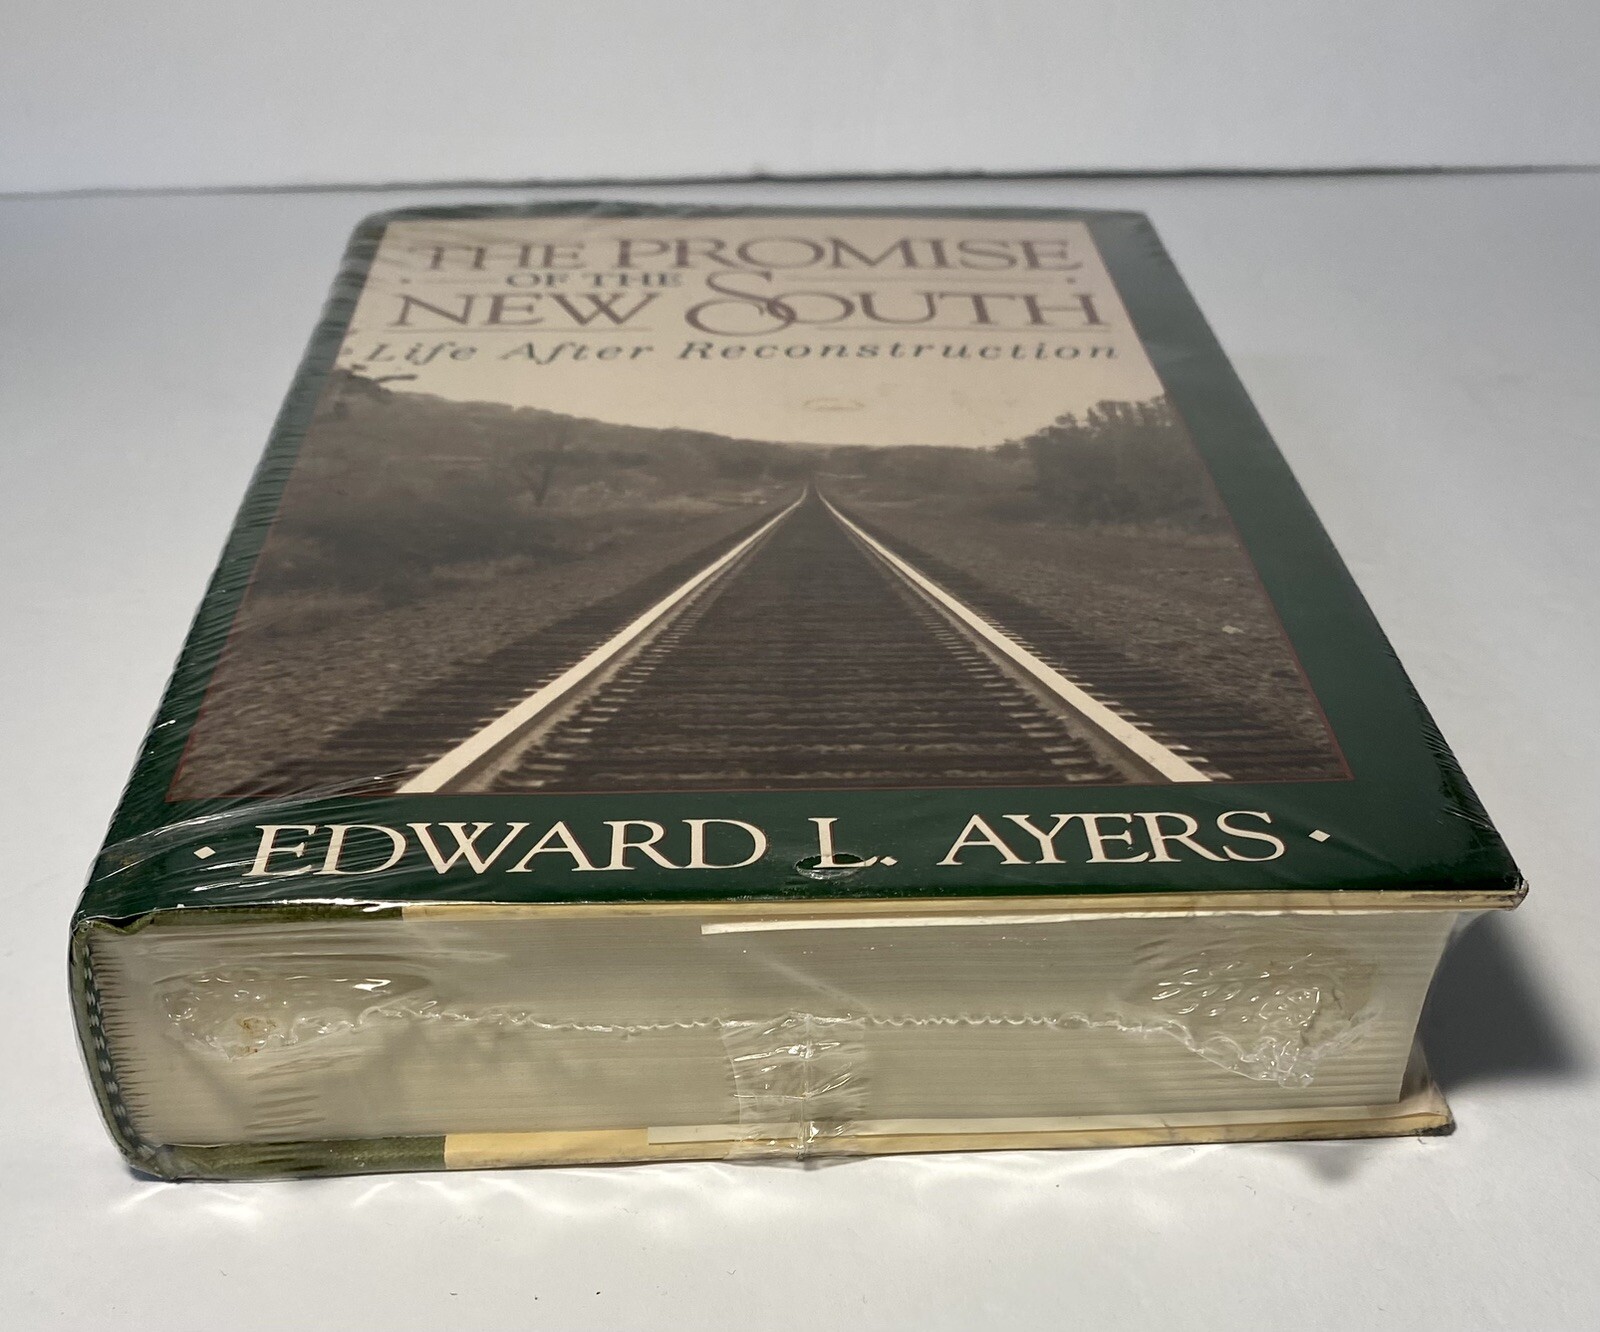 THE PROMISE
· OF THE ·
NEW SOUTH
Life After Reconstruction
· EDWARD L. AYERS ·